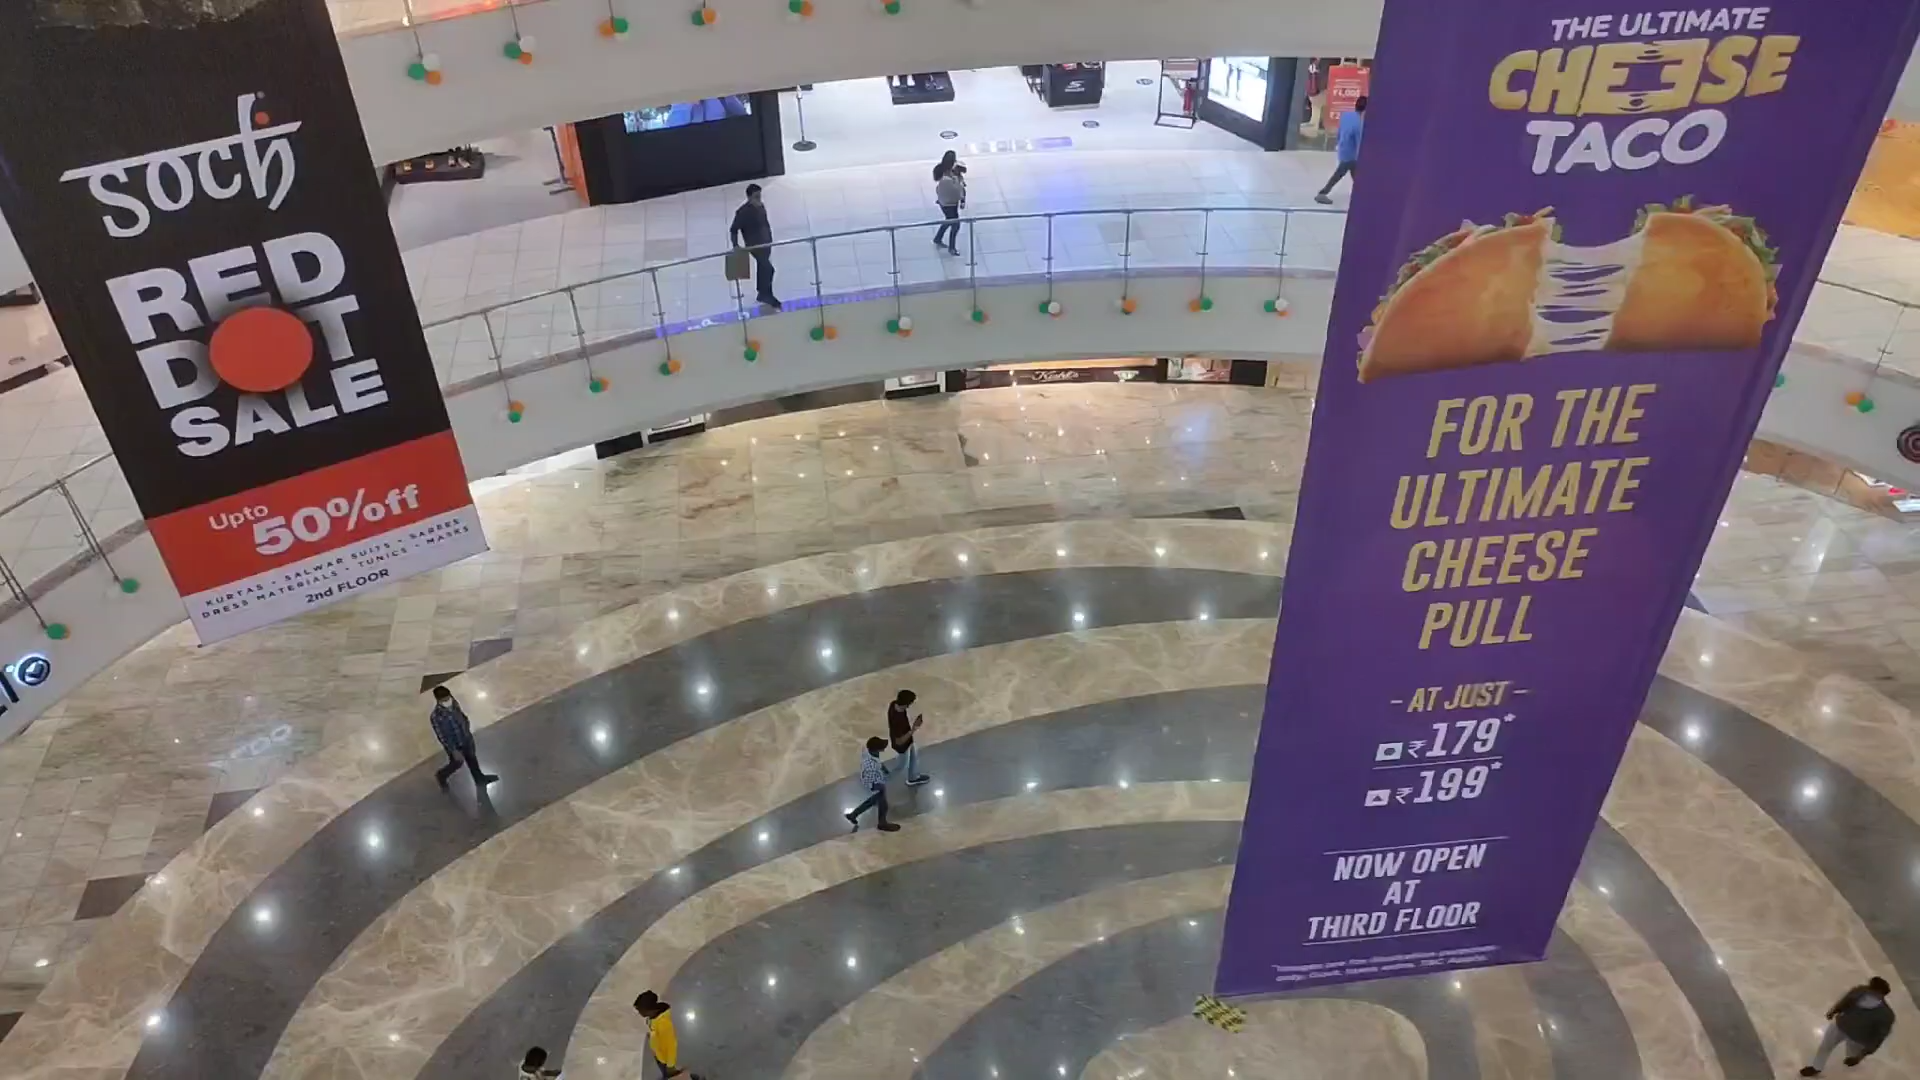 soch
RED
DOT
SALE
Upto
50%off
KURTAS • SALWAR SUITS • SAREES
DRESS MATERIALS • TUNICS • MASKS
2nd FLOOR
THE ULTIMATE
CHEESE
TACO
FOR THE
ULTIMATE
CHEESE
PULL
- AT JUST -
₹179*
₹199*
NOW OPEN
AT
THIRD FLOOR
Kiehl's